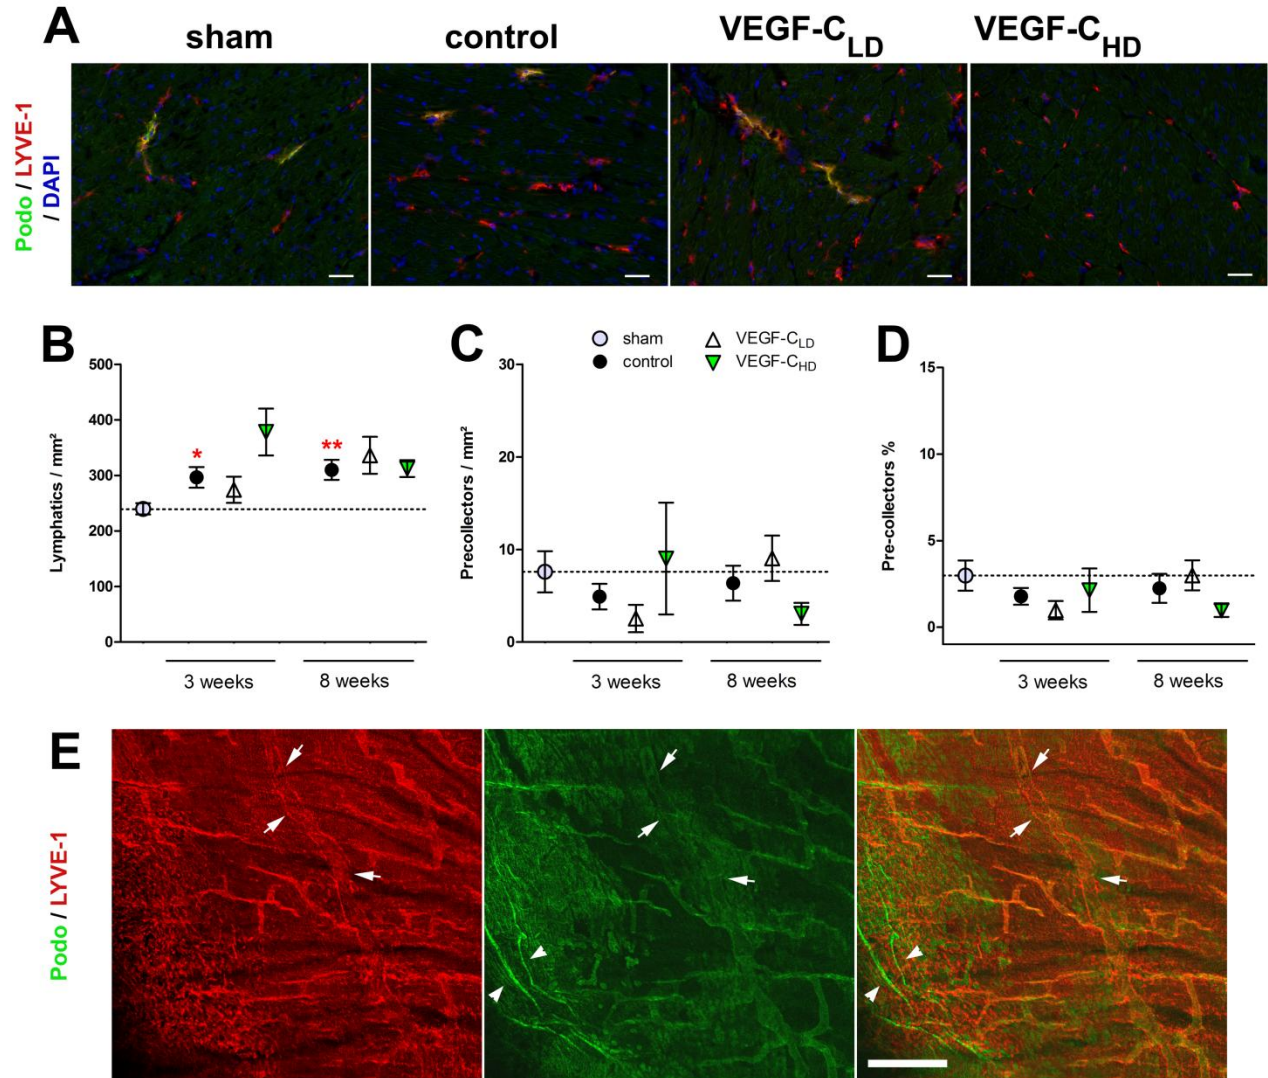 A
sham
control
VEGF-CLD
VEGF-CHD
Podo / LYVE-1
/ DAPI
B
Lymphatics / mm²
500
400
300
200
100
0
*
**
3 weeks
8 weeks
C
sham
control
VEGF-CLD
VEGF-CHD
Precollectors / mm²
30
20
10
0
3 weeks
8 weeks
D
Pre-collectors %
15
10
5
0
3 weeks
8 weeks
E
Podo / LYVE-1